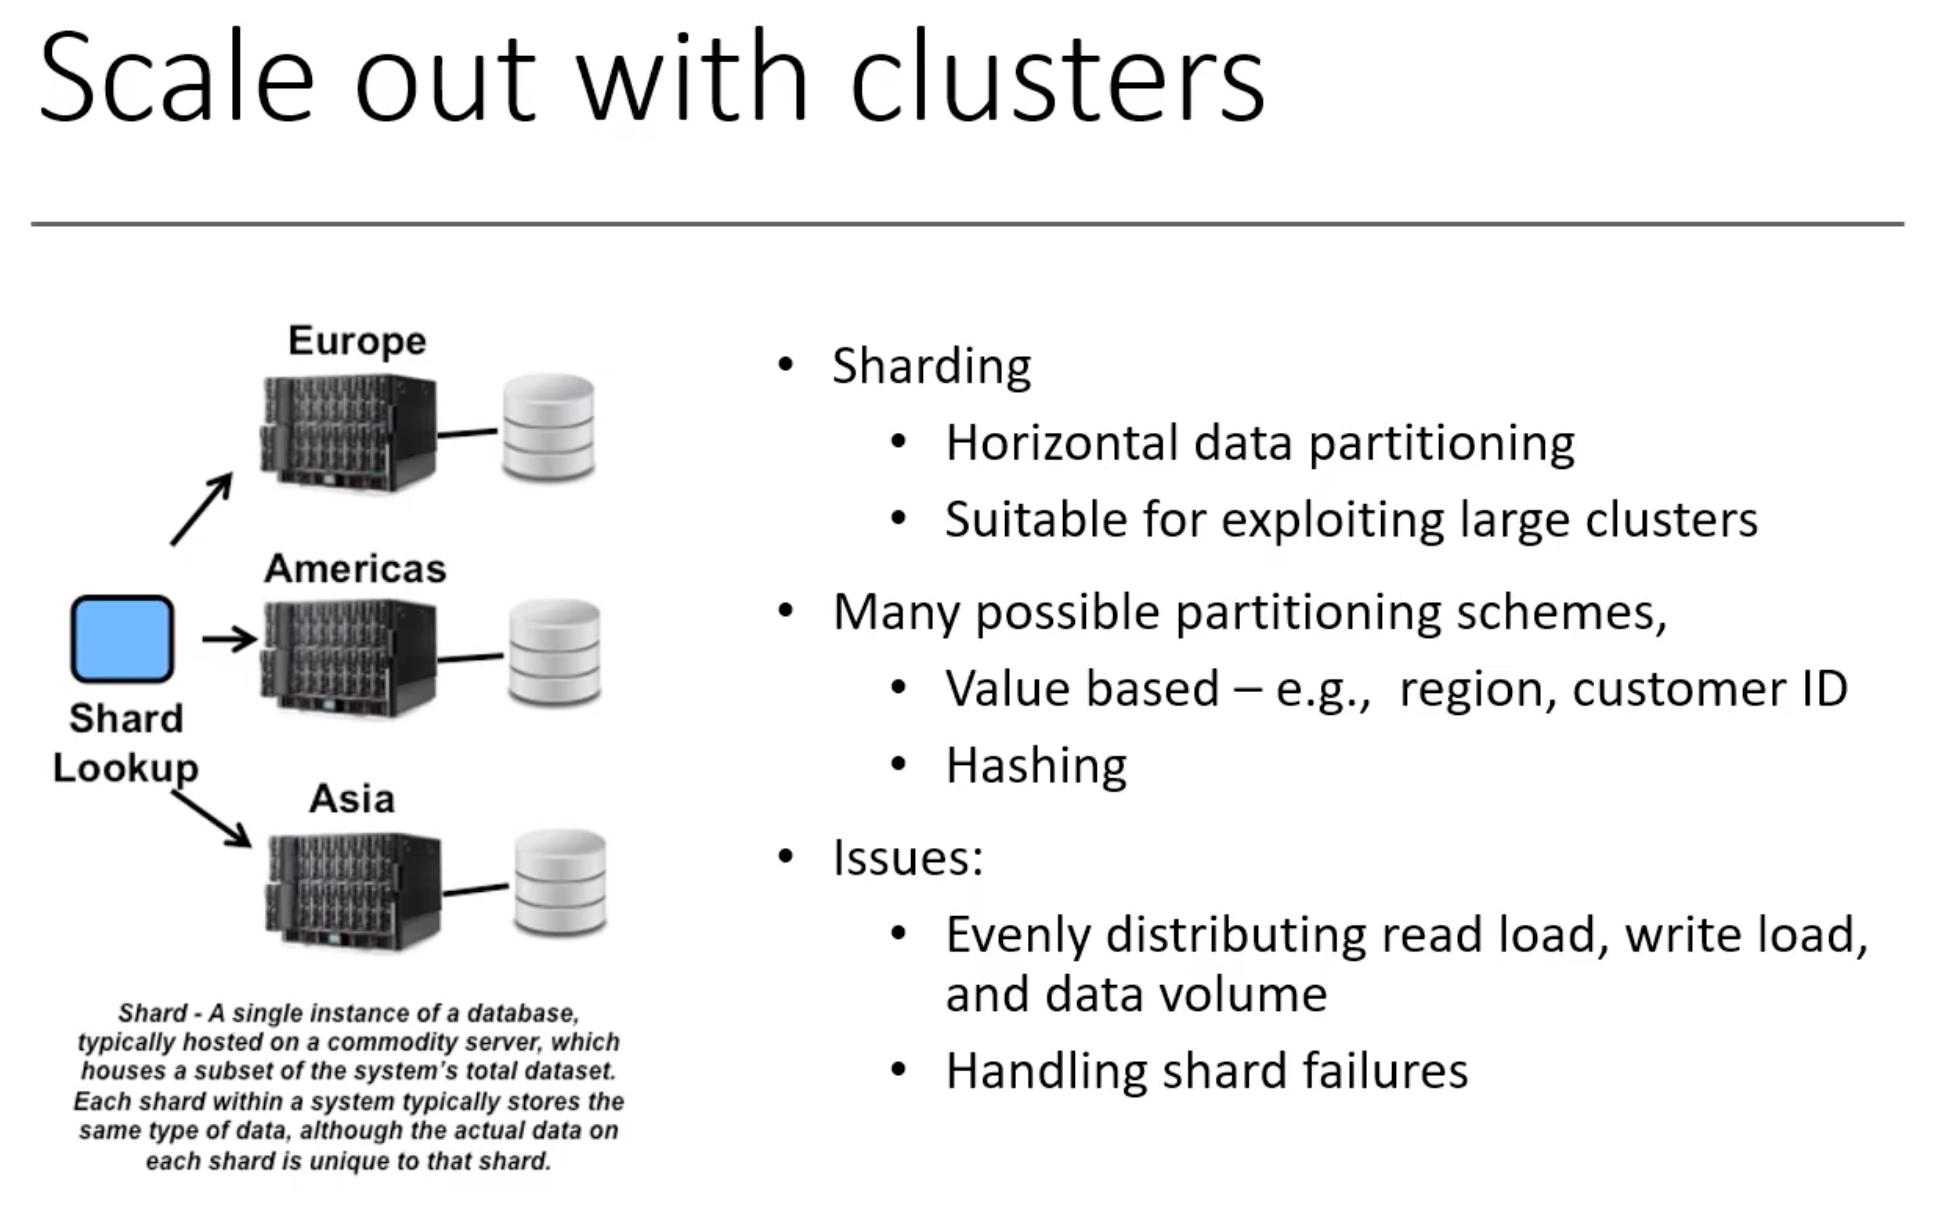 Scale out with clusters
Europe
Americas
Shard
Lookup
Asia
Shard - A single instance of a database,
typically hosted on a commodity server, which
houses a subset of the system's total dataset.
Each shard within a system typically stores the
same type of data, although the actual data on
each shard is unique to that shard.
• Sharding
• Horizontal data partitioning
• Suitable for exploiting large clusters
• Many possible partitioning schemes,
• Value based – e.g., region, customer ID
• Hashing
• Issues:
• Evenly distributing read load, write load,
and data volume
• Handling shard failures